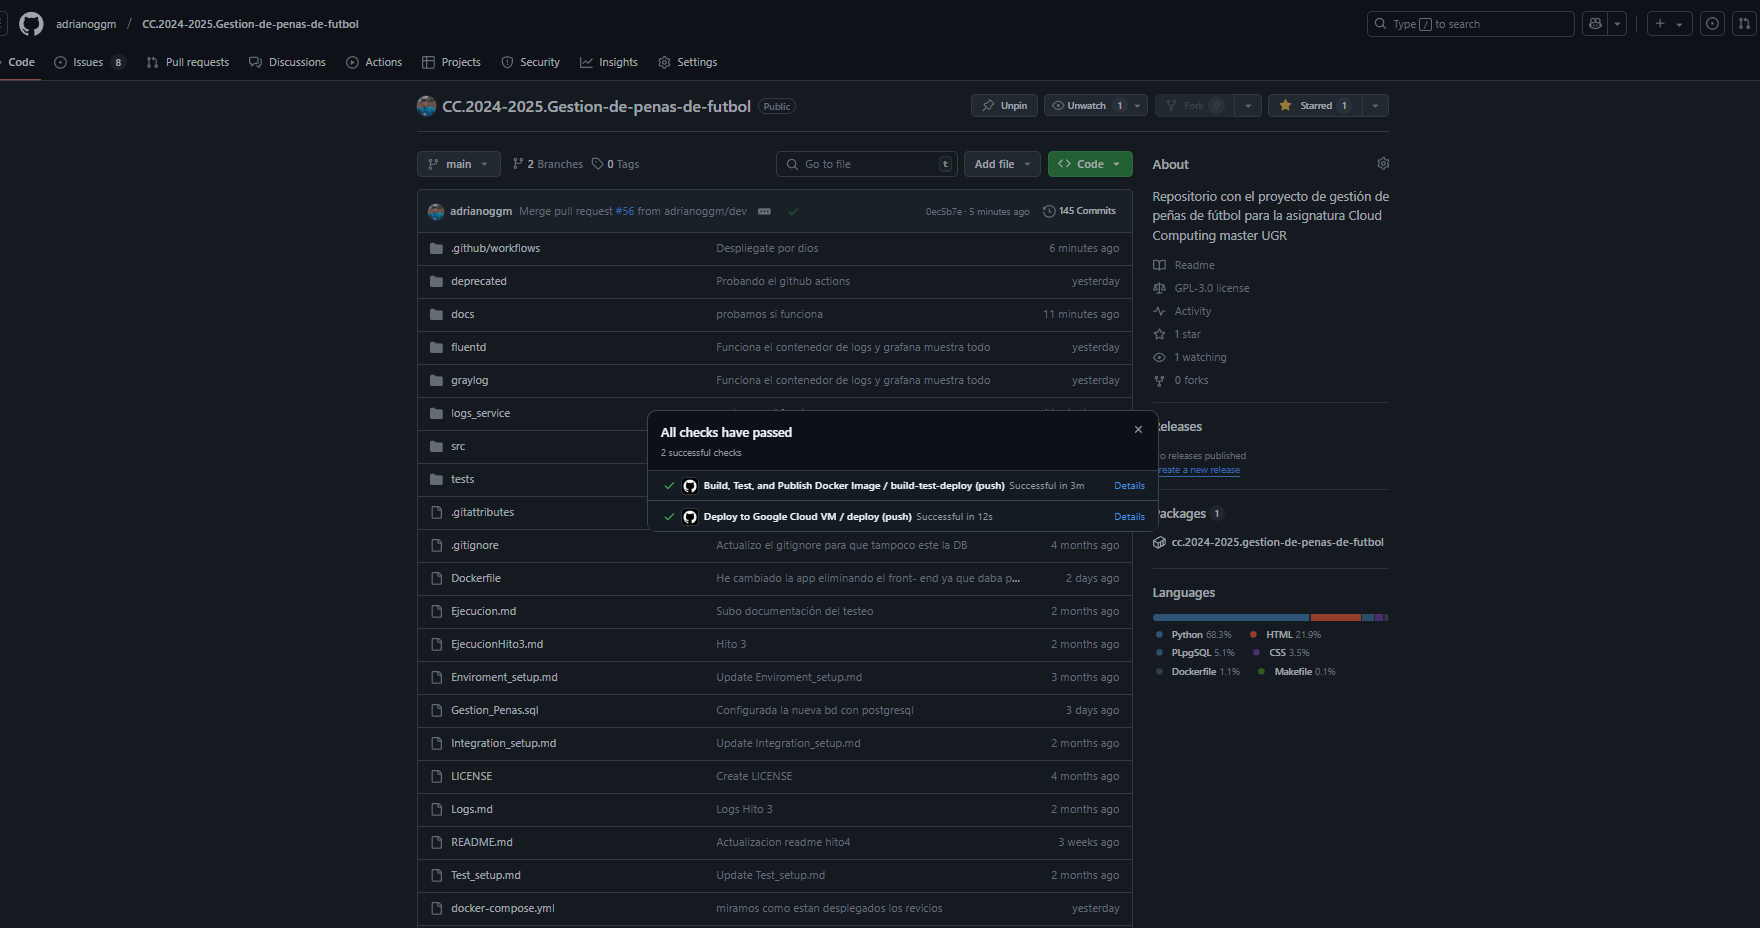 adrianoggm / CC.2024-2025.Gestion-de-penas-de-futbol
Type / to search
Code Issues 8 Pull requests Discussions Actions Projects Security Insights Settings
CC.2024-2025.Gestion-de-penas-de-futbol Public
Unpin Unwatch 1 Fork 0 Starred 1
main 2 Branches 0 Tags Go to file t Add file Code
adrianoggm Merge pull request #56 from adrianoggm/dev 0ec5b7e · 5 minutes ago 145 Commits
.github/workflows Despliegate por dios 6 minutes ago
deprecated Probando el github actions yesterday
docs probamos si funciona 11 minutes ago
fluentd Funciona el contenedor de logs y grafana muestra todo yesterday
graylog Funciona el contenedor de logs y grafana muestra todo yesterday
logs_service
src
tests
.gitattributes
.gitignore Actualizo el gitignore para que tampoco este la DB 4 months ago
Dockerfile He cambiado la app eliminando el front- end ya que daba p... 2 days ago
Ejecucion.md Subo documentación del testeo 2 months ago
EjecucionHito3.md Hito 3 2 months ago
Enviroment_setup.md Update Enviroment_setup.md 3 months ago
Gestion_Penas.sql Configurada la nueva bd con postgresql 3 days ago
Integration_setup.md Update Integration_setup.md 2 months ago
LICENSE Create LICENSE 4 months ago
Logs.md Logs Hito 3 2 months ago
README.md Actualizacion readme hito4 3 weeks ago
Test_setup.md Update Test_setup.md 2 months ago
docker-compose.yml miramos como estan desplegados los revicios yesterday
All checks have passed
2 successful checks
Build, Test, and Publish Docker Image / build-test-deploy (push) Successful in 3m Details
Deploy to Google Cloud VM / deploy (push) Successful in 12s Details
About
Repositorio con el proyecto de gestión de
peñas de fútbol para la asignatura Cloud
Computing master UGR
Readme
GPL-3.0 license
Activity
1 star
1 watching
0 forks
eleases
o releases published
reate a new release
ackages 1
cc.2024-2025.gestion-de-penas-de-futbol
Languages
Python 68.3% HTML 21.9%
PLpgSQL 5.1% CSS 3.5%
Dockerfile 1.1% Makefile 0.1%